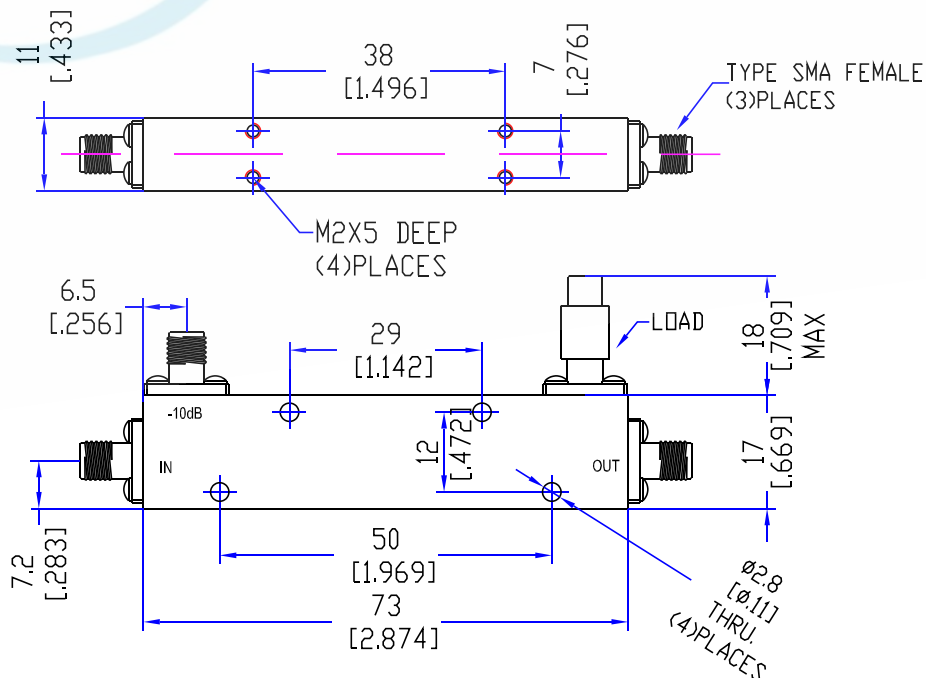 11
[.433]
38
[1.496]
7
[.276]
TYPE SMA FEMALE
(3)PLACES
M2X5 DEEP
(4)PLACES
6.5
[.256]
29
[1.142]
LOAD
18
[.709]
MAX
-10dB
12
[.472]
IN
OUT
17
[.669]
7.2
[.283]
50
[1.969]
73
[2.874]
Ø2.8
[Ø.11]
THRU.
(4)PLACES